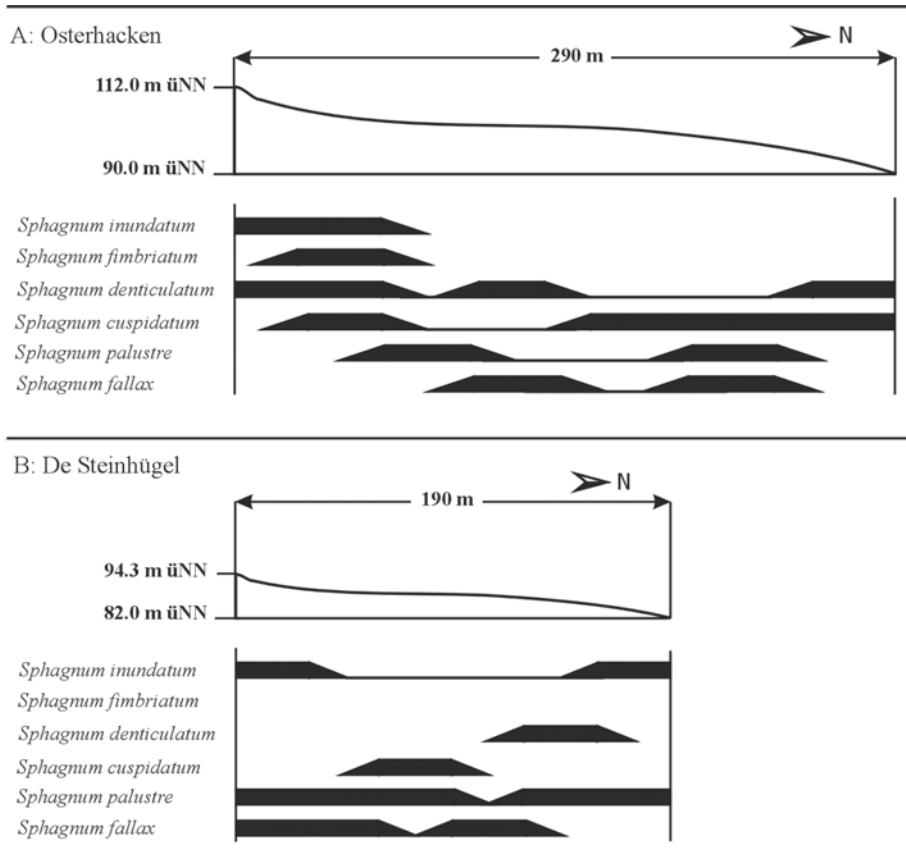 A: Osterhacken
N
290 m
112.0 m üNN
90.0 m üNN
Sphagnum inundatum
Sphagnum fimbriatum
Sphagnum denticulatum
Sphagnum cuspidatum
Sphagnum palustre
Sphagnum fallax
B: De Steinhügel
N
190 m
94.3 m üNN
82.0 m üNN
Sphagnum inundatum
Sphagnum fimbriatum
Sphagnum denticulatum
Sphagnum cuspidatum
Sphagnum palustre
Sphagnum fallax